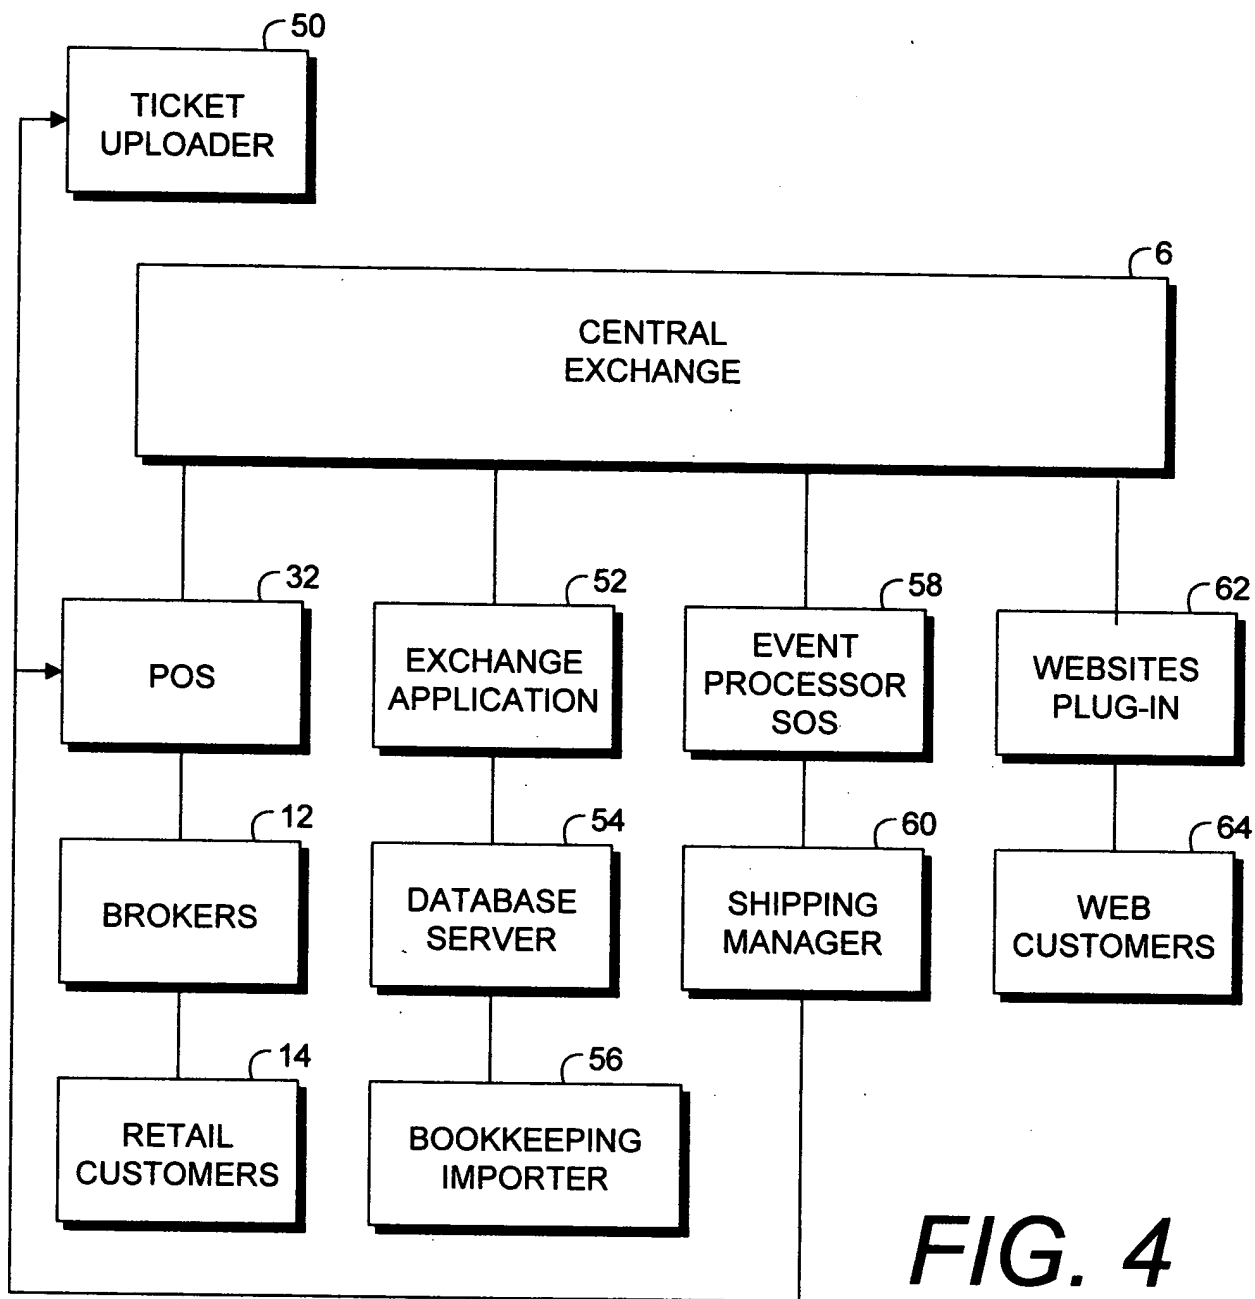 50
TICKET
UPLOADER
6
CENTRAL
EXCHANGE
32
POS
52
EXCHANGE
APPLICATION
58
EVENT
PROCESSOR
SOS
62
WEBSITES
PLUG-IN
12
BROKERS
54
DATABASE
SERVER
60
SHIPPING
MANAGER
64
WEB
CUSTOMERS
14
RETAIL
CUSTOMERS
56
BOOKKEEPING
IMPORTER
FIG. 4